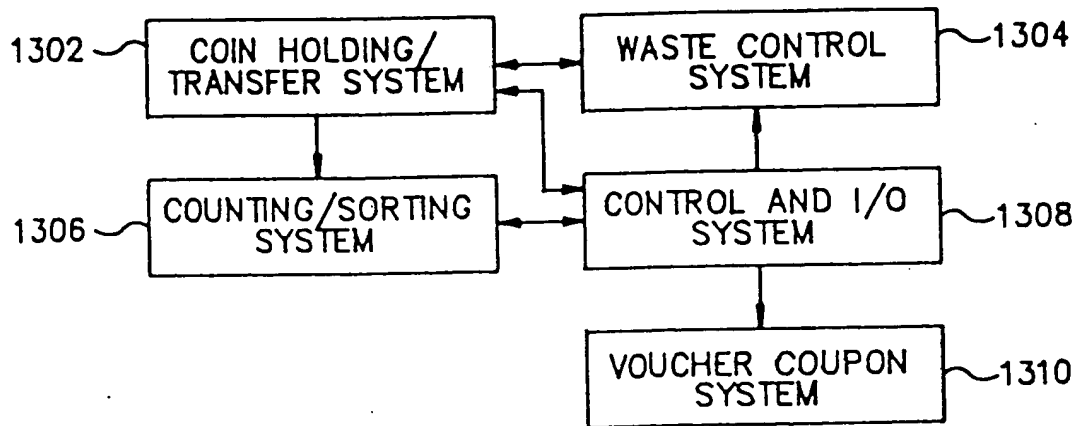 1302
COIN HOLDING/
TRANSFER SYSTEM
WASTE CONTROL
SYSTEM
1304
1306
COUNTING/SORTING
SYSTEM
CONTROL AND I/O
SYSTEM
1308
VOUCHER COUPON
SYSTEM
1310